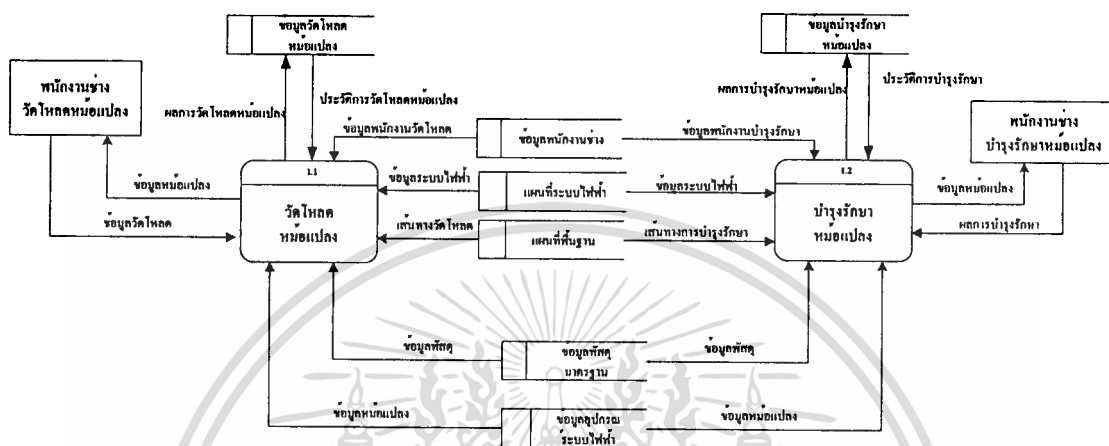 ข้อมูลวัดโหลด
หม้อแปลง
ข้อมูลบำรุงรักษา
หม้อแปลง
พนักงานช่าง
วัดโหลดหม้อแปลง
ผลการวัดโหลดหม้อแปลง
ประวัติการวัดโหลดหม้อแปลง
ผลการบำรุงรักษาหม้อแปลง
ประวัติการบำรุงรักษา
พนักงานช่าง
บำรุงรักษาหม้อแปลง
ข้อมูลพนักงานวัดโหลด
ข้อมูลพนักงานช่าง
ข้อมูลพนักงานบำรุงรักษา
1.1
1.2
ข้อมูลหม้อแปลง
ข้อมูลระบบไฟฟ้า
แผนที่ระบบไฟฟ้า
ข้อมูลระบบไฟฟ้า
ข้อมูลหม้อแปลง
วัดโหลด
หม้อแปลง
บำรุงรักษา
หม้อแปลง
ข้อมูลวัดโหลด
เส้นทางวัดโหลด
แผนที่พื้นฐาน
เส้นทางการบำรุงรักษา
ผลการบำรุงรักษา
ข้อมูลพัสดุ
ข้อมูลพัสดุ
มาตรฐาน
ข้อมูลพัสดุ
ข้อมูลหม้อแปลง
ข้อมูลอุปกรณ์
ระบบไฟฟ้า
ข้อมูลหม้อแปลง